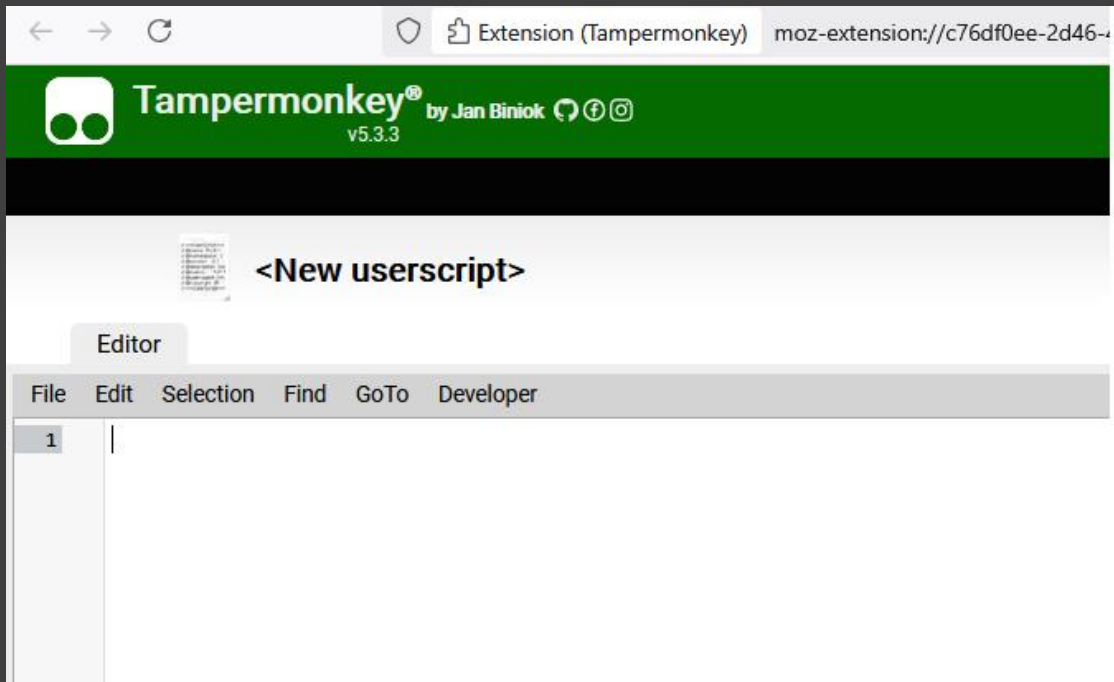 Extension (Tampermonkey) moz-extension://c76df0ee-2d46-
Tampermonkey® by Jan Biniok
v5.3.3
<New userscript>
Editor
File Edit Selection Find GoTo Developer
1